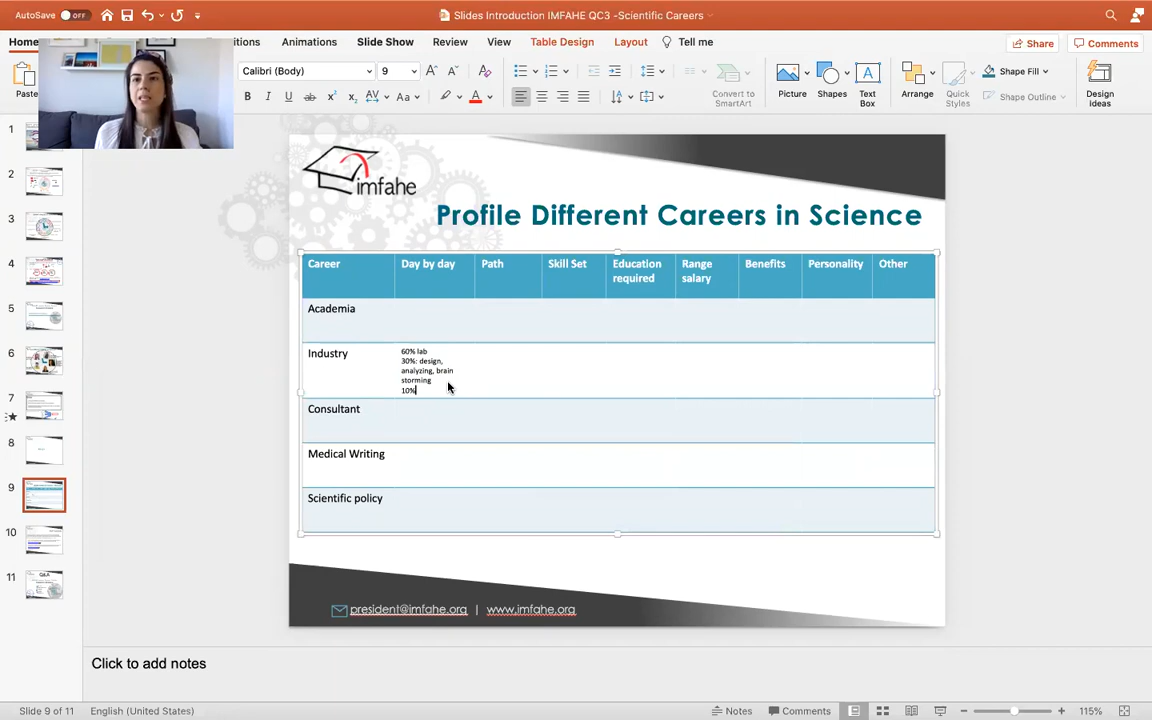 AutoSave OFF
Slides Introduction IMFAHE QC3 -Scientific Careers
Home
itions
Animations
Slide Show
Review
View
Table Design
Layout
Tell me
Share
Comments
Paste
Calibri (Body)
9
Convert to
SmartArt
Picture
Shapes
Text
Box
Arrange
Quick
Styles
Shape Fill
Shape Outline
Design
Ideas
1
2
3
4
5
6
7
8
9
10
11
imfahe
Profile Different Careers in Science
Career Day by day Path Skill Set Education required Range salary Benefits Personality Other
Academia
Industry
60% lab
30%: design,
analyzing, brain
storming
10%
Consultant
Medical Writing
Scientific policy
president@imfahe.org | www.imfahe.org
Click to add notes
Slide 9 of 11
English (United States)
Notes
Comments
115%